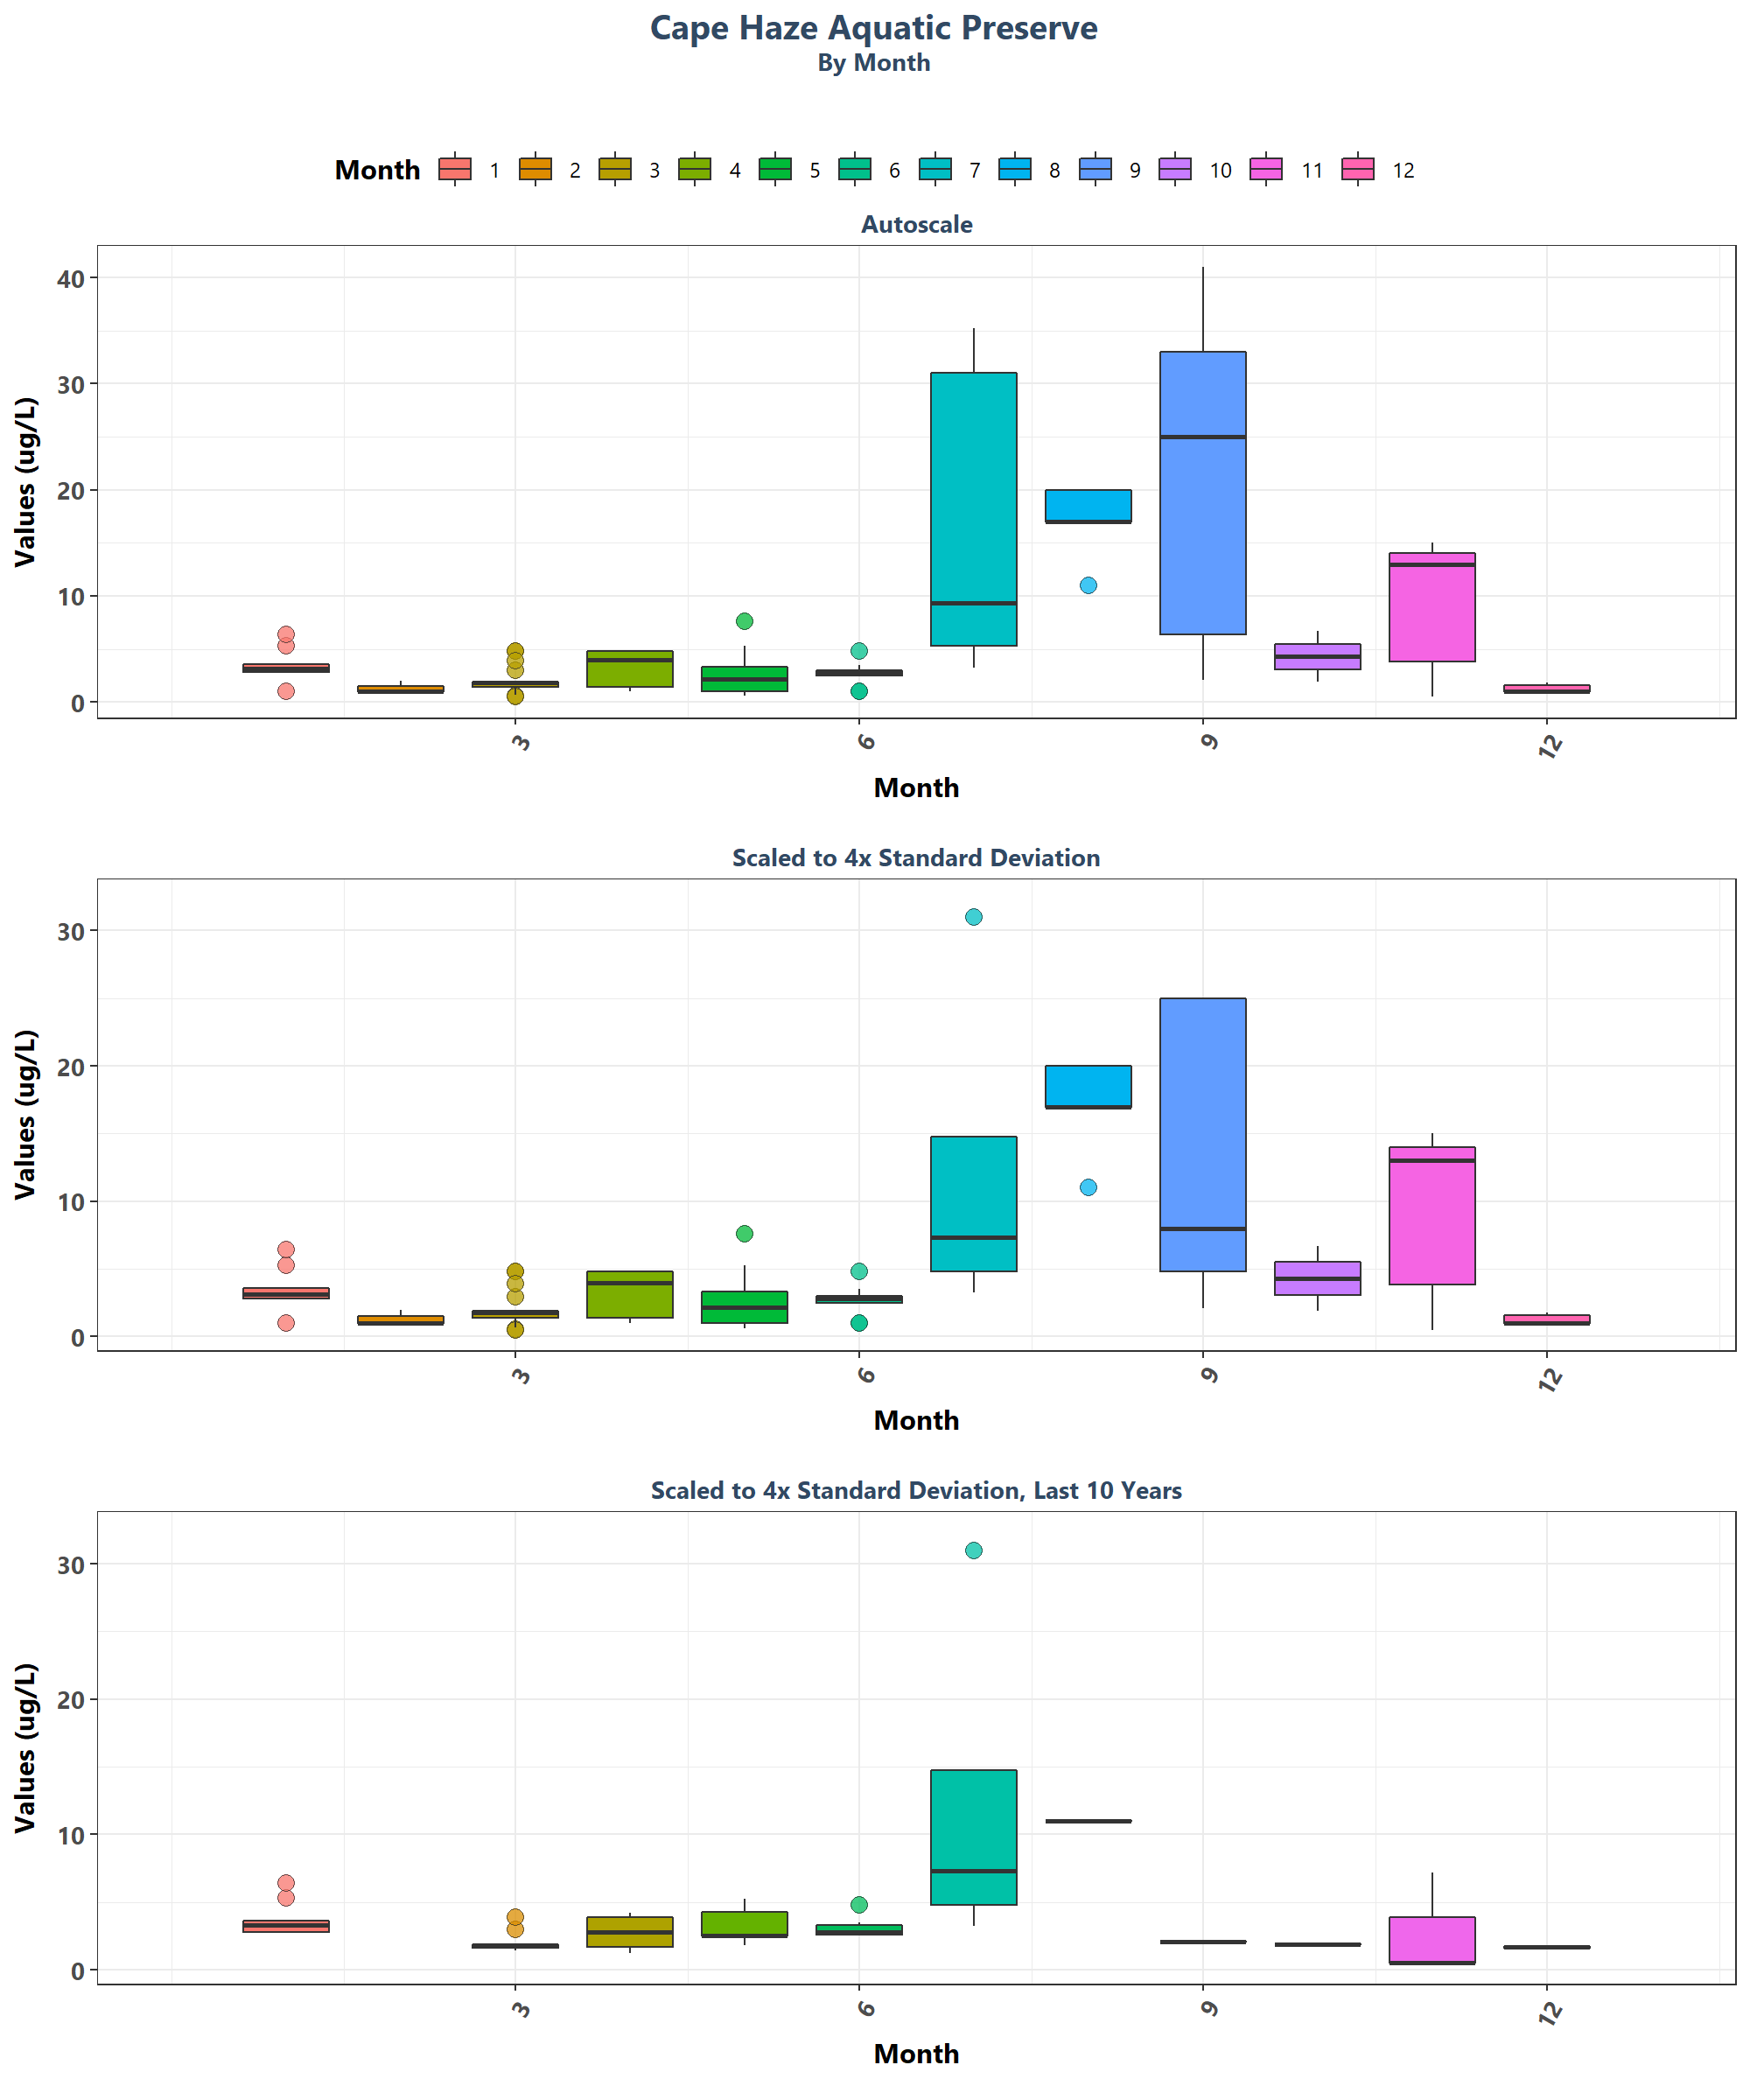 Cape Haze Aquatic Preserve
By Month
Month 1 2 3 4 5 6 7 8 9 10 11 12
Autoscale
Values (ug/L)
40
30
20
10
0
3 6 9 12
Month
Scaled to 4x Standard Deviation
Values (ug/L)
30
20
10
0
3 6 9 12
Month
Scaled to 4x Standard Deviation, Last 10 Years
Values (ug/L)
30
20
10
0
3 6 9 12
Month